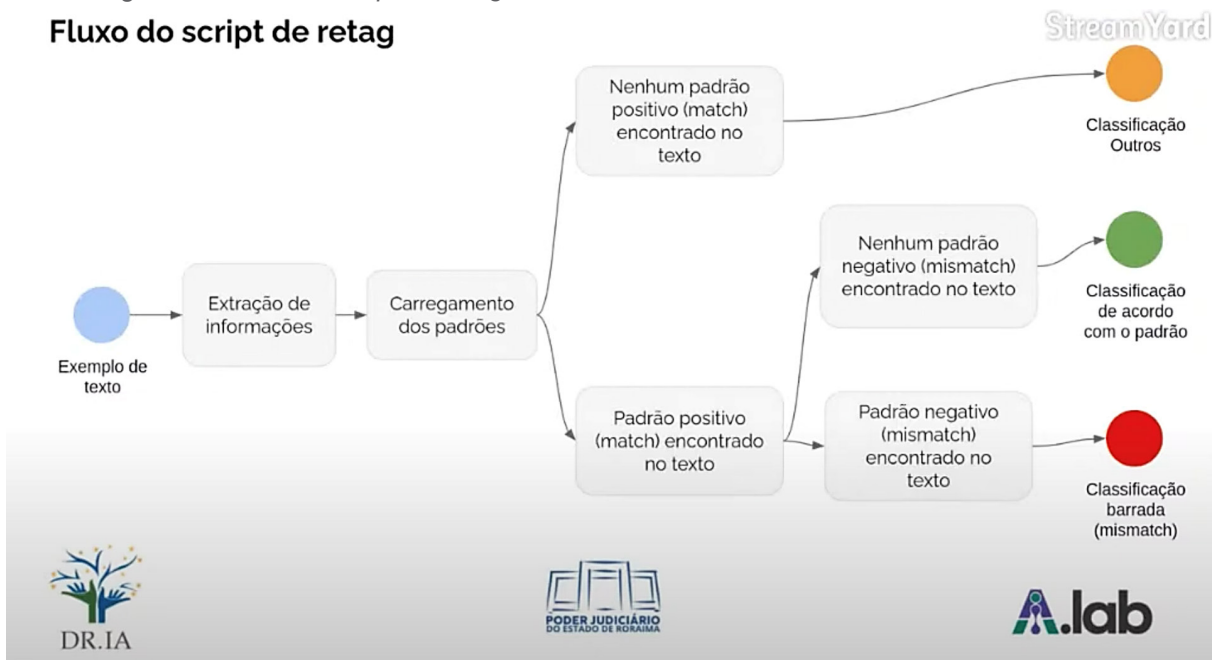 Fluxo do script de retag
StreamYard
Nenhum padrão
positivo (match)
encontrado no
texto
Classificação
Outros
Nenhum padrão
negativo (mismatch)
encontrado no texto
Classificação
de acordo
com o padrão
Exemplo de
texto
Extração de
informações
Carregamento
dos padrões
Padrão positivo
(match) encontrado
no texto
Padrão negativo
(mismatch)
encontrado no
texto
Classificação
barrada
(mismatch)
DR.IA
PODER JUDICIÁRIO
DO ESTADO DE RORAIMA
A.lab